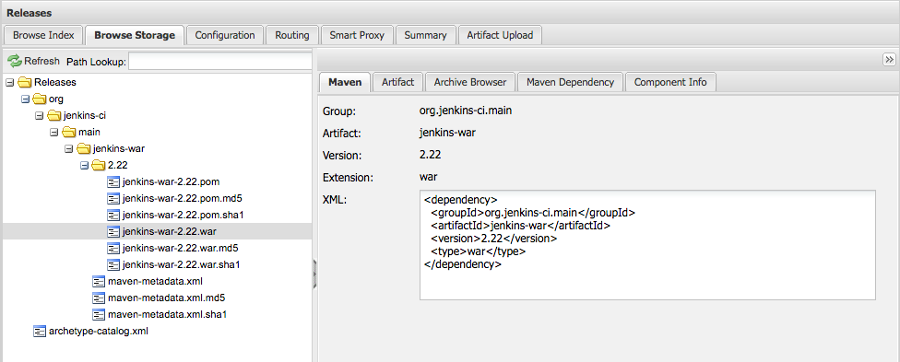 Releases
Browse Index Browse Storage Configuration Routing Smart Proxy Summary Artifact Upload
Refresh Path Lookup:
Releases
org
jenkins-ci
main
jenkins-war
2.22
jenkins-war-2.22.pom
jenkins-war-2.22.pom.md5
jenkins-war-2.22.pom.sha1
jenkins-war-2.22.war
jenkins-war-2.22.war.md5
jenkins-war-2.22.war.sha1
maven-metadata.xml
maven-metadata.xml.md5
maven-metadata.xml.sha1
archetype-catalog.xml
Maven Artifact Archive Browser Maven Dependency Component Info
Group: org.jenkins-ci.main
Artifact: jenkins-war
Version: 2.22
Extension: war
XML: <dependency>
<groupId>org.jenkins-ci.main</groupId>
<artifactId>jenkins-war</artifactId>
<version>2.22</version>
<type>war</type>
</dependency>